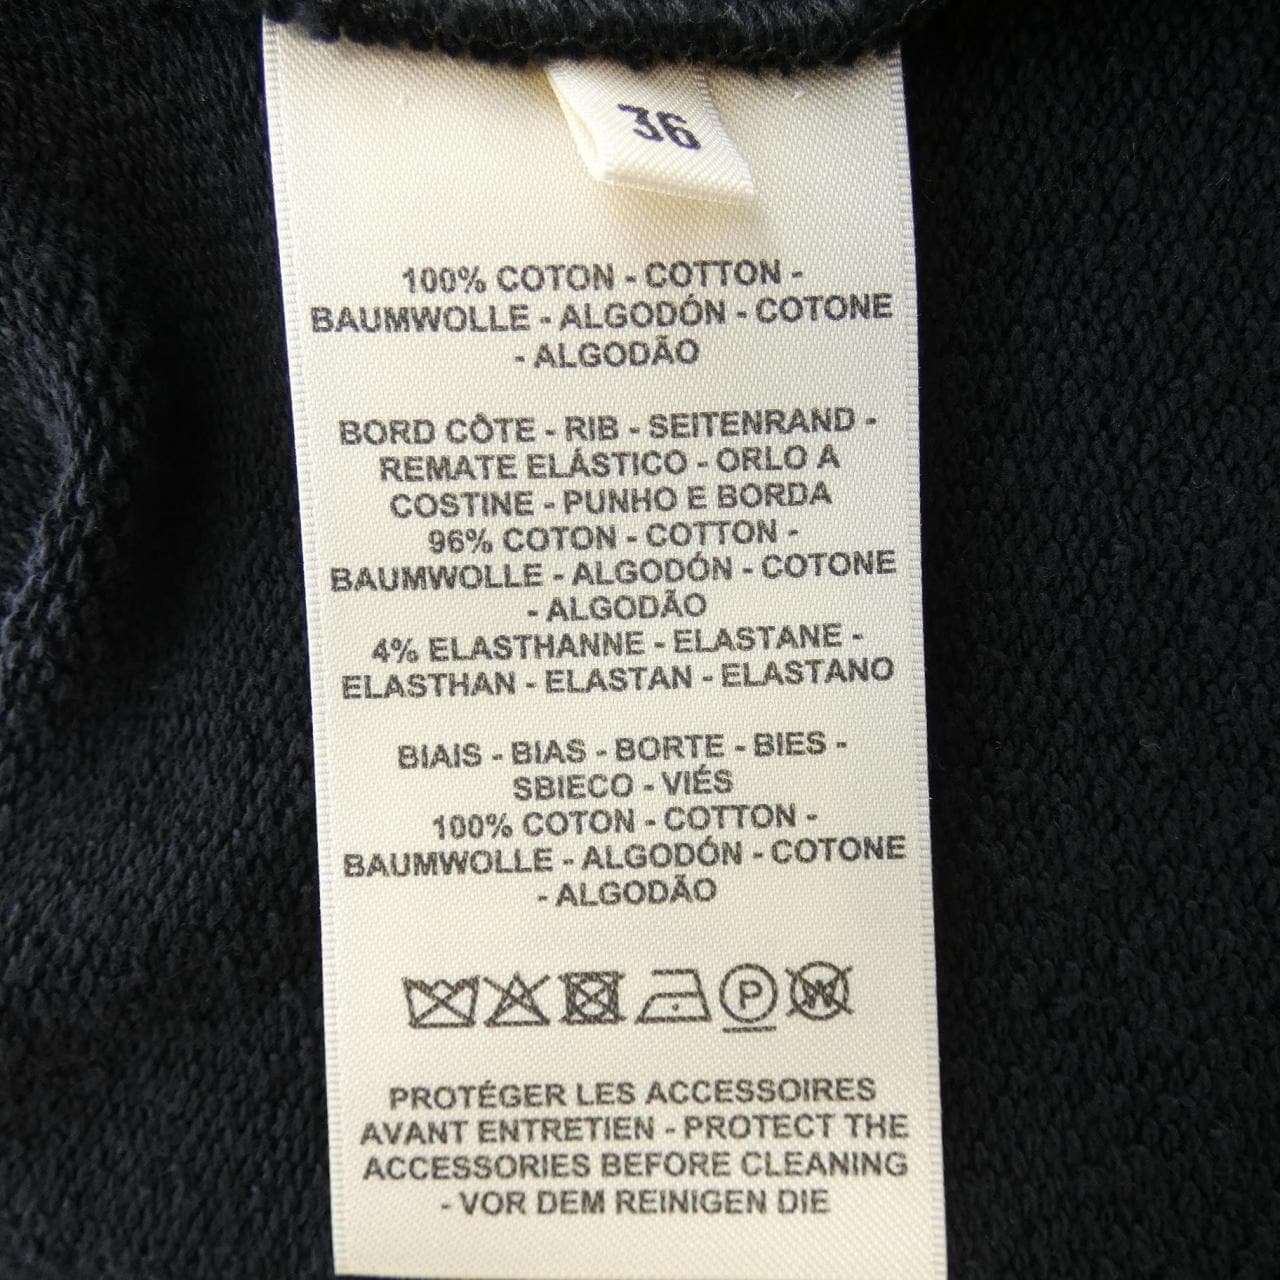 36
100% COTON - COTTON -
BAUMWOLLE - ALGODÓN - COTONE
- ALGODÃO
BORD CÔTE - RIB - SEITENRAND -
REMATE ELÁSTICO - ORLO A
COSTINE - PUNHO E BORDA
96% COTON - COTTON -
BAUMWOLLE - ALGODÓN - COTONE
- ALGODÃO
4% ELASTHANNE - ELASTANE -
ELASTHAN - ELASTAN - ELASTANO
BIAIS - BIAS - BORTE - BIES -
SBIECO - VIÉS
100% COTON - COTTON -
BAUMWOLLE - ALGODÓN - COTONE
- ALGODÃO
P W
PROTÉGER LES ACCESSOIRES
AVANT ENTRETIEN - PROTECT THE
ACCESSORIES BEFORE CLEANING
- VOR DEM REINIGEN DIE